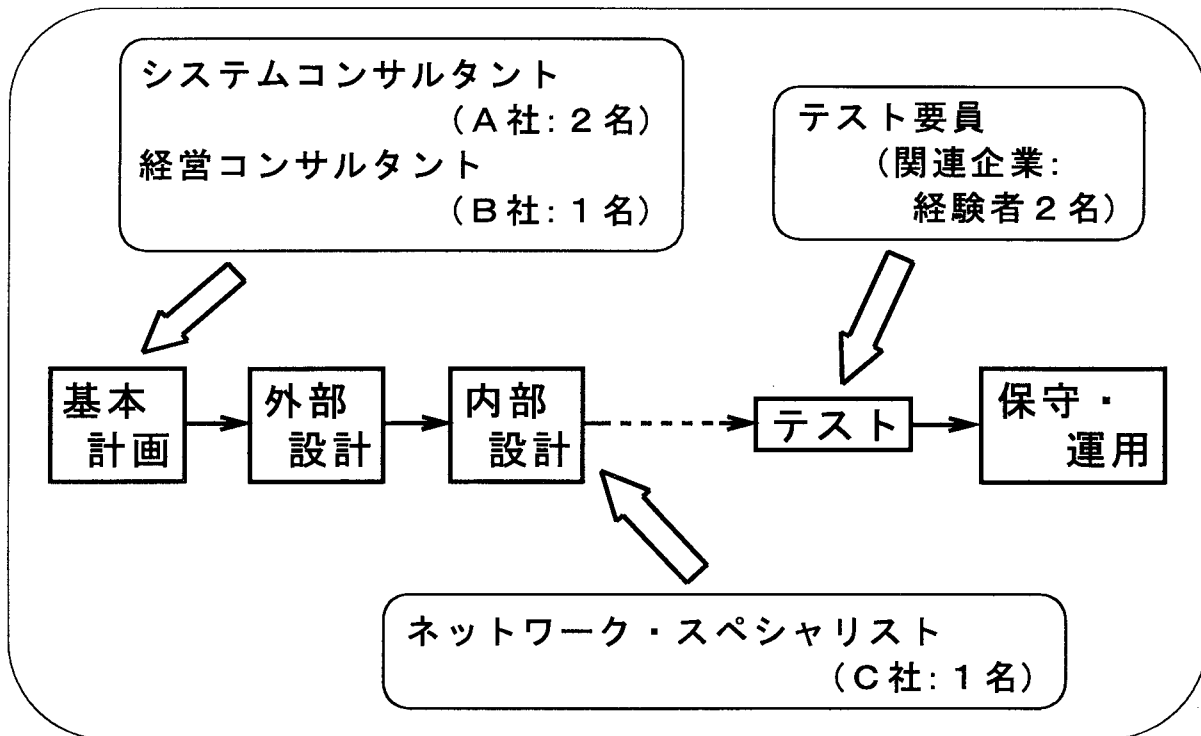 システムコンサルタント
(A社:2名)
経営コンサルタント
(B社:1名)
テスト要員
(関連企業:
経験者2名)
基本
計画
外部
設計
内部
設計
テスト
保守・
運用
ネットワーク・スペシャリスト
(C社:1名)